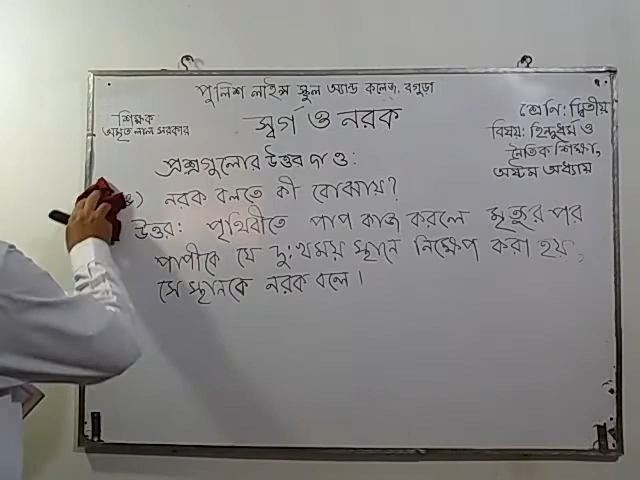 পুলিশ লাইন্স স্কুল অ্যান্ড কলেজ, বগুড়া
শিক্ষক
অমৃত লাল সরকার
স্বর্গ ও নরক
শ্রেণি: দ্বিতীয়
বিষয়: হিন্দুধর্ম ও
নৈতিক শিক্ষা,
অষ্টম অধ্যায়
প্রশ্নগুলোর উত্তর দাও:
নরক বলতে কী বোঝায়?
উত্তর: পৃথিবীতে পাপ কাজ করলে মৃত্যুর পর
পাপীকে যে দুঃখময় স্থানে নিক্ষেপ করা হয়,
সে স্থানকে নরক বলে।